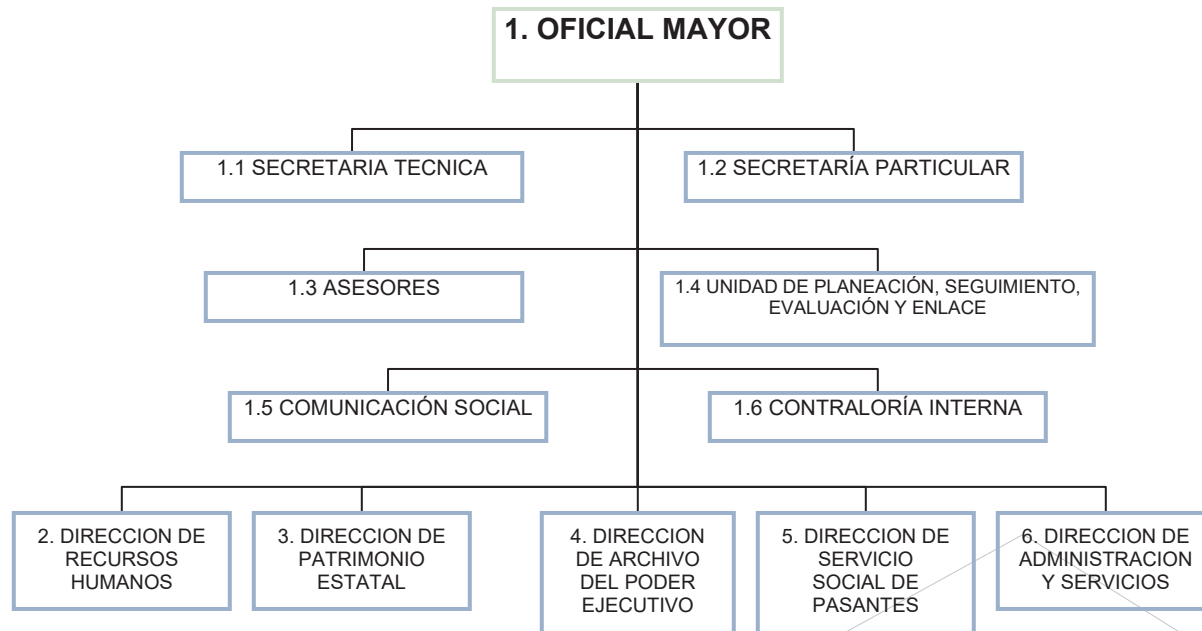 1. OFICIAL MAYOR
1.1 SECRETARIA TECNICA
1.2 SECRETARÍA PARTICULAR
1.3 ASESORES
1.4 UNIDAD DE PLANEACIÓN, SEGUIMIENTO,
EVALUACIÓN Y ENLACE
1.5 COMUNICACIÓN SOCIAL
1.6 CONTRALORÍA INTERNA
2. DIRECCION DE
RECURSOS
HUMANOS
3. DIRECCION DE
PATRIMONIO
ESTATAL
4. DIRECCION
DE ARCHIVO
DEL PODER
EJECUTIVO
5. DIRECCION DE
SERVICIO
SOCIAL DE
PASANTES
6. DIRECCION DE
ADMINISTRACION
Y SERVICIOS